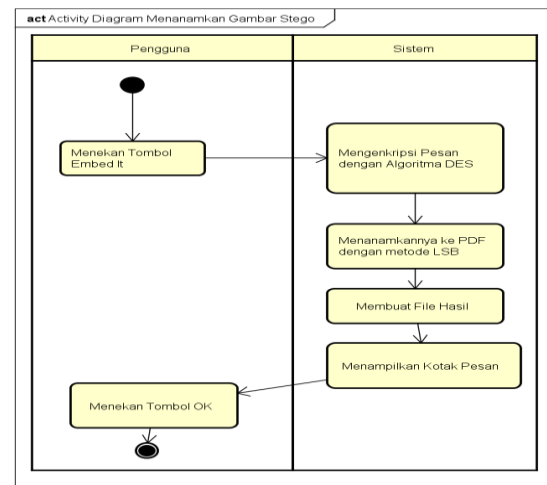 act Activity Diagram Menanamkan Gambar Stego
Pengguna
Sistem
Menekan Tombol
Embed It
Mengenkripsi Pesan
dengan Algoritma DES
Menanamkannya ke PDF
dengan metode LSB
Membuat File Hasil
Menampilkan Kotak Pesan
Menekan Tombol OK